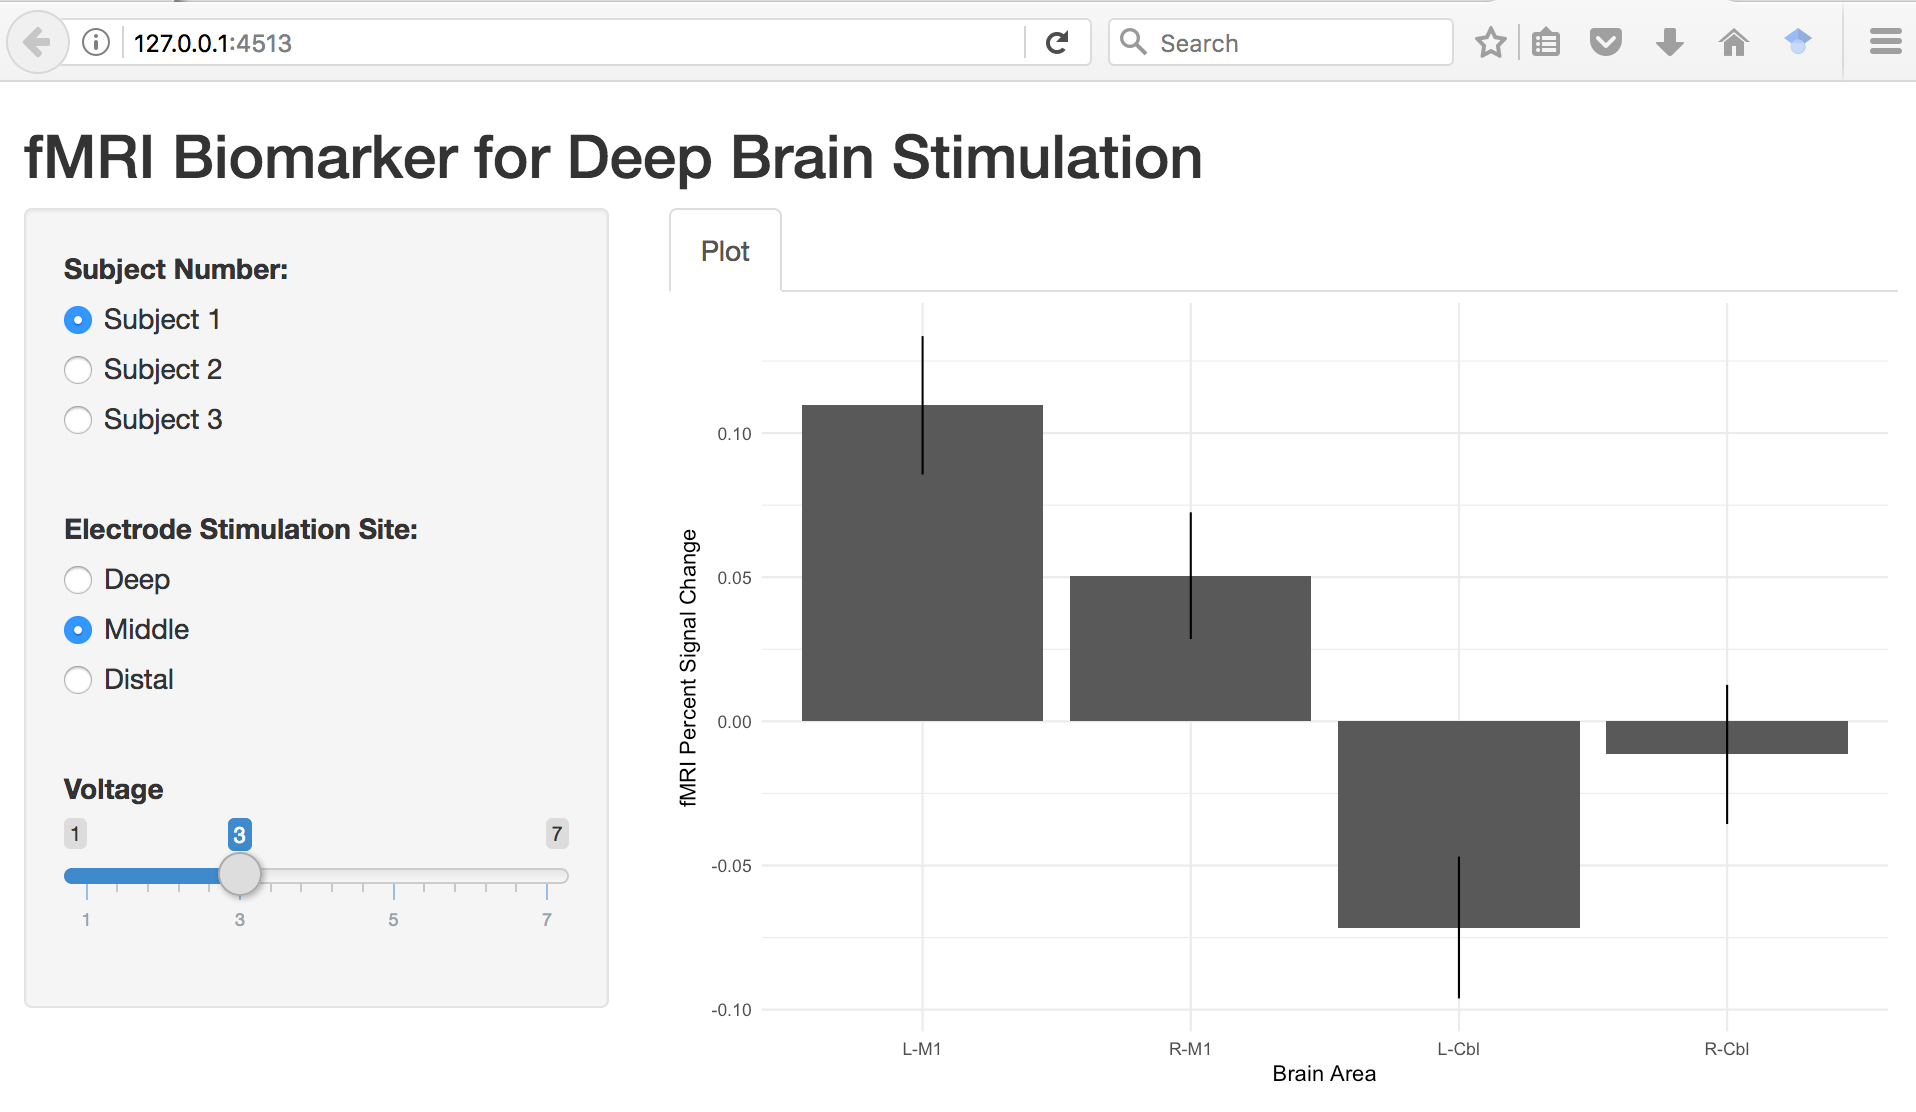 127.0.0.1:4513
Search
fMRI Biomarker for Deep Brain Stimulation
Subject Number:
Subject 1
Subject 2
Subject 3
Electrode Stimulation Site:
Deep
Middle
Distal
Voltage
1 3 7
1 3 5 7
Plot
fMRI Percent Signal Change
0.10
0.05
0.00
-0.05
-0.10
L-M1 R-M1 L-Cbl R-Cbl
Brain Area